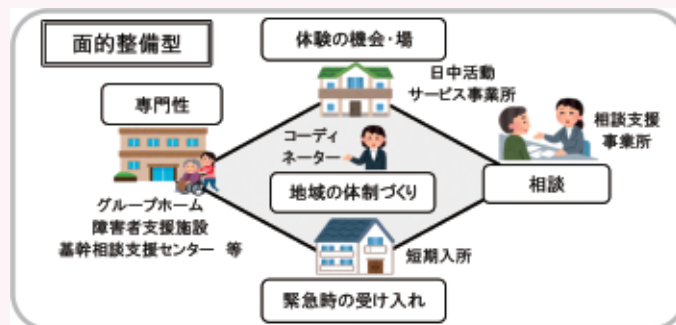 面的整備型
体験の機会・場
日中活動
サービス事業所
専門性
コーディ
ネーター
相談支援
事業所
地域の体制づくり
相談
グループホーム
障害者支援施設
基幹相談支援センター 等
短期入所
緊急時の受け入れ